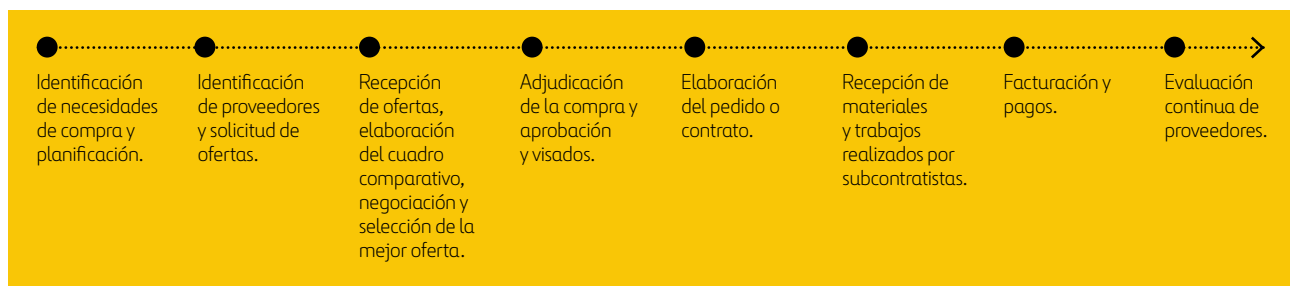 Identificación
de necesidades
de compra y
planificación.
Identificación
de proveedores
y solicitud de
ofertas.
Recepción
de ofertas,
elaboración
del cuadro
comparativo,
negociación y
selección de la
mejor oferta.
Adjudicación
de la compra y
aprobación
y visados.
Elaboración
del pedido o
contrato.
Recepción de
materiales
y trabajos
realizados por
subcontratistas.
Facturación y
pagos.
Evaluación
continua de
proveedores.